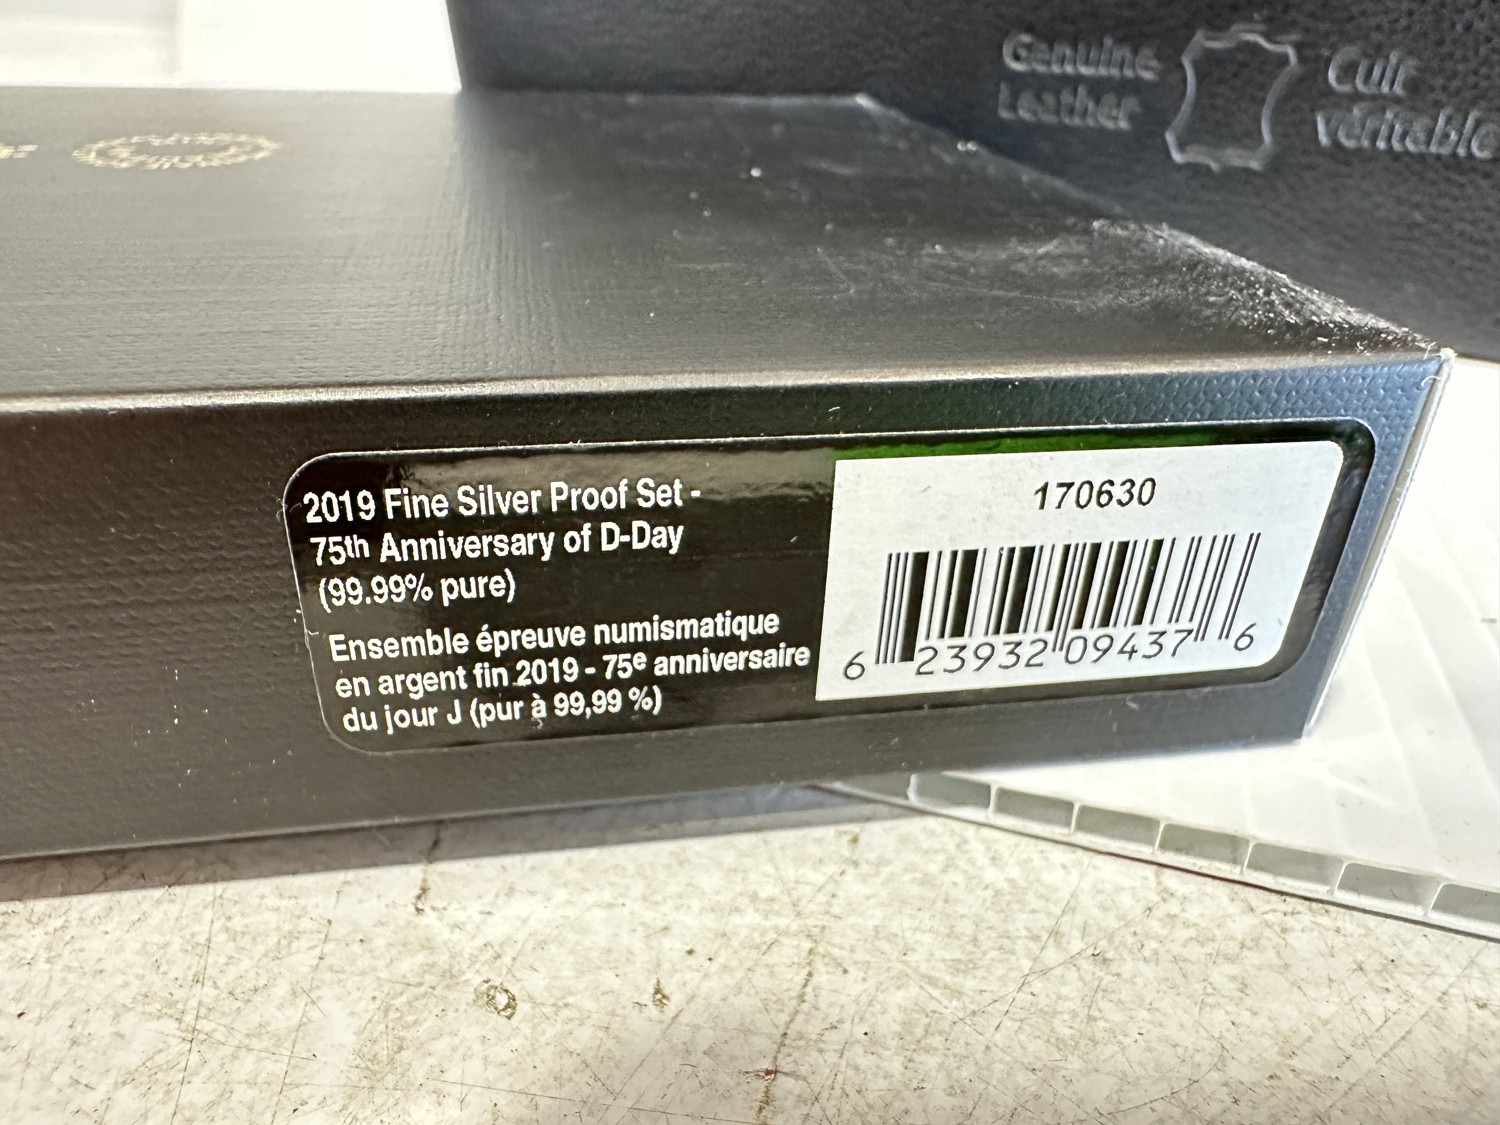 Genuine
Leather
Cuir
véritable
2019 Fine Silver Proof Set -
75th Anniversary of D-Day
(99.99% pure)
Ensemble épreuve numismatique
en argent fin 2019 - 75e anniversaire
du jour J (pur à 99,99 %)
170630
6 23932 09437 6